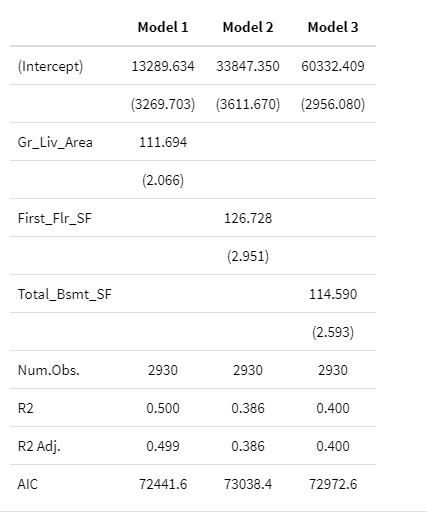 Model 1 Model 2 Model 3
(Intercept) 13289.634 33847.350 60332.409
(3269.703) (3611.670) (2956.080)
Gr_Liv_Area 111.694
(2.066)
First_Flr_SF 126.728
(2.951)
Total_Bsmt_SF 114.590
(2.593)
Num.Obs. 2930 2930 2930
R2 0.500 0.386 0.400
R2 Adj. 0.499 0.386 0.400
AIC 72441.6 73038.4 72972.6